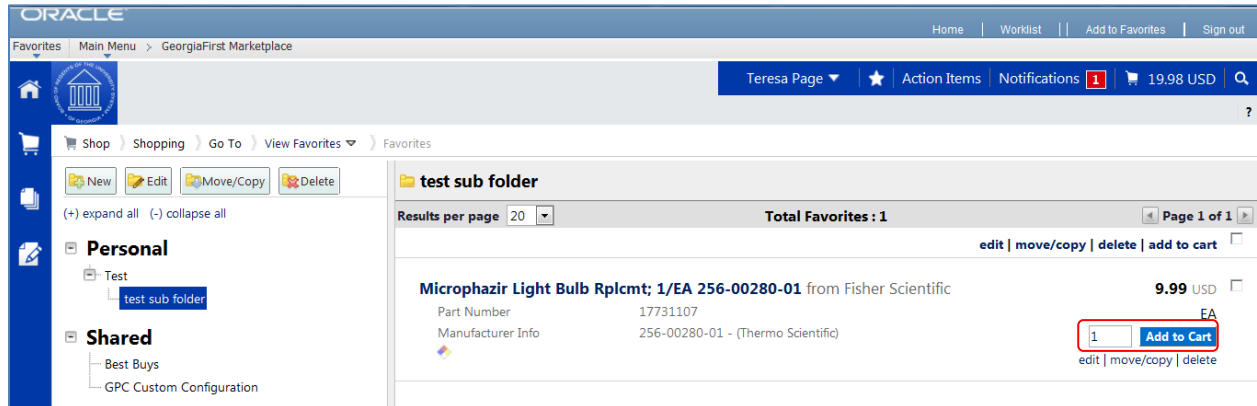 ORACLE
Home | Worklist | | Add to Favorites | Sign out
Favorites Main Menu > GeorgiaFirst Marketplace
Teresa Page Action Items Notifications 1 19.98 USD
?
Shop Shopping Go To View Favorites Favorites
New Edit Move/Copy Delete
(+) expand all (-) collapse all
Personal
Test
test sub folder
Shared
Best Buys
GPC Custom Configuration
test sub folder
Results per page 20 Total Favorites : 1 Page 1 of 1
edit | move/copy | delete | add to cart
Microphazir Light Bulb Rplcmt; 1/EA 256-00280-01 from Fisher Scientific 9.99 USD
Part Number 17731107 EA
Manufacturer Info 256-00280-01 - (Thermo Scientific) 1 Add to Cart
edit | move/copy | delete